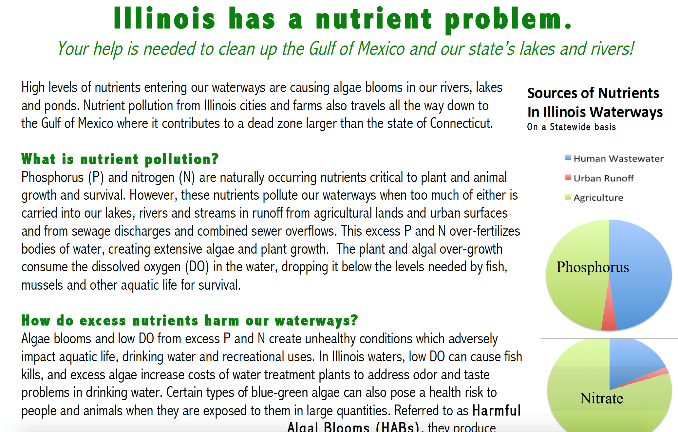 Illinois has a nutrient problem.
Your help is needed to clean up the Gulf of Mexico and our state's lakes and rivers!
High levels of nutrients entering our waterways are causing algae blooms in our rivers, lakes
and ponds. Nutrient pollution from Illinois cities and farms also travels all the way down to
the Gulf of Mexico where it contributes to a dead zone larger than the state of Connecticut.
What is nutrient pollution?
Phosphorus (P) and nitrogen (N) are naturally occurring nutrients critical to plant and animal
growth and survival. However, these nutrients pollute our waterways when too much of either is
carried into our lakes, rivers and streams in runoff from agricultural lands and urban surfaces
and from sewage discharges and combined sewer overflows. This excess P and N over-fertilizes
bodies of water, creating extensive algae and plant growth. The plant and algal over-growth
consume the dissolved oxygen (DO) in the water, dropping it below the levels needed by fish,
mussels and other aquatic life for survival.
How do excess nutrients harm our waterways?
Algae blooms and low DO from excess P and N create unhealthy conditions which adversely
impact aquatic life, drinking water and recreational uses. In Illinois waters, low DO can cause fish
kills, and excess algae increase costs of water treatment plants to address odor and taste
problems in drinking water. Certain types of blue-green algae can also pose a health risk to
people and animals when they are exposed to them in large quantities. Referred to as Harmful
Algal Blooms (HABs), they produce
Sources of Nutrients
In Illinois Waterways
On a Statewide basis
Human Wastewater
Urban Runoff
Agriculture
Phosphorus
Nitrate